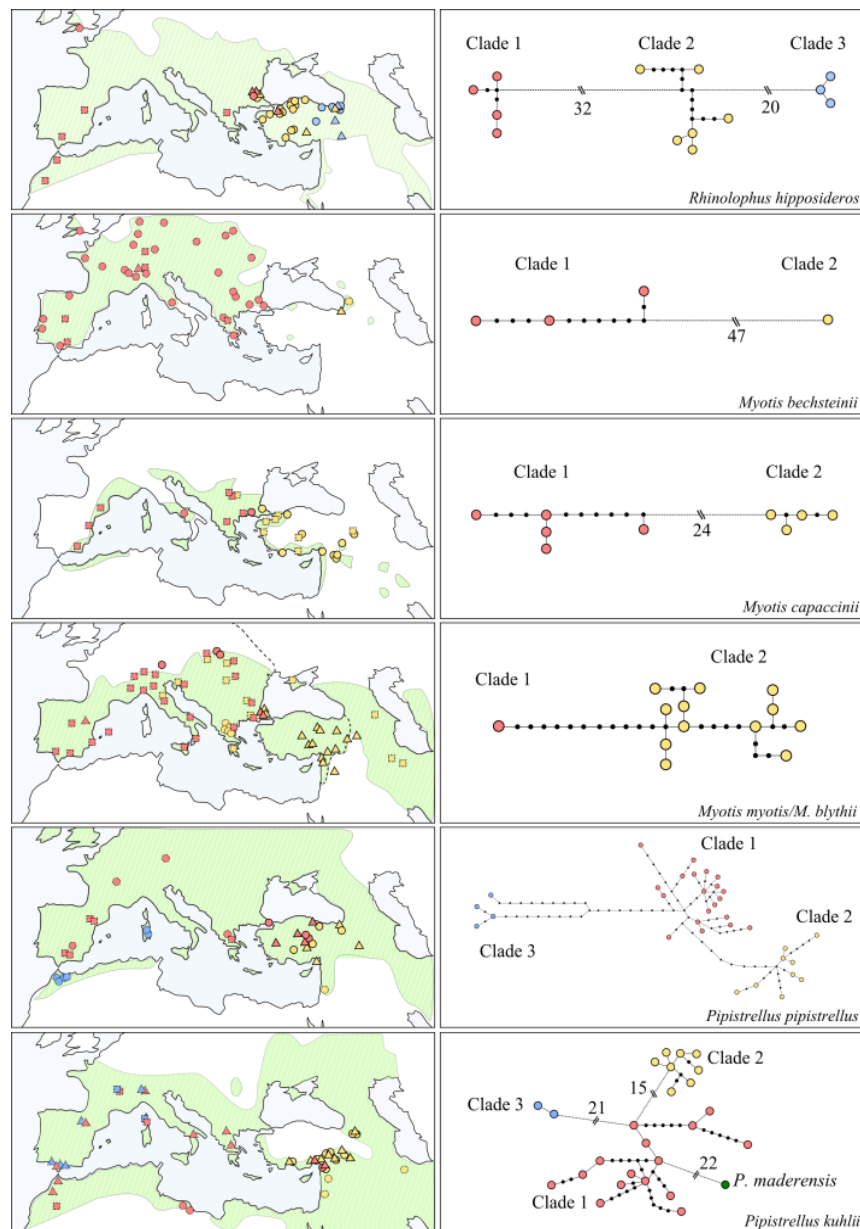 Clade 1
Clade 2
Clade 3
32
20
Rhinolophus hipposideros
Clade 1
Clade 2
47
Myotis bechsteinii
Clade 1
Clade 2
24
Myotis capaccinii
Clade 1
Clade 2
Myotis myotis/M. blythii
Clade 1
Clade 2
Clade 3
Pipistrellus pipistrellus
Clade 2
15
Clade 3
21
22
P. maderensis
Clade 1
Pipistrellus kuhlii